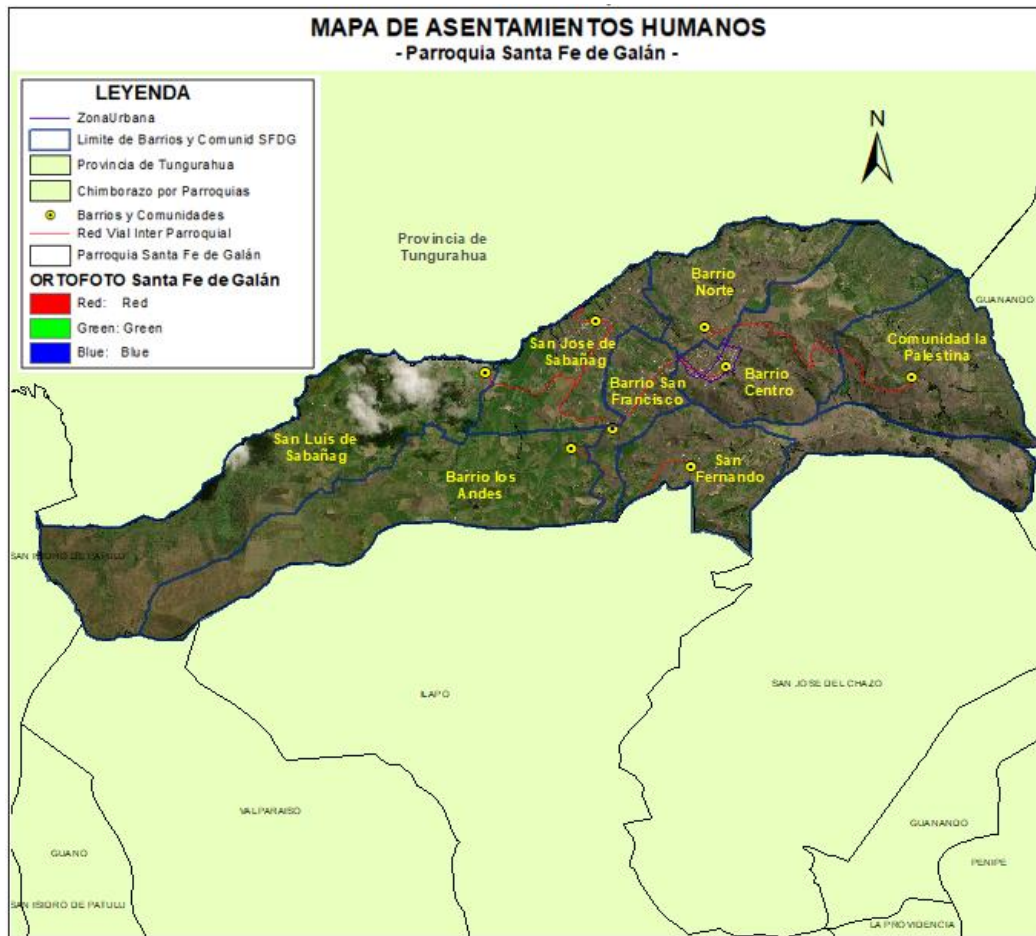 MAPA DE ASENTAMIENTOS HUMANOS
- Parroquia Santa Fe de Galán -
LEYENDA
ZonaUrbana
Limite de Barrios y Comunid SFDG
Provincia de Tungurahua
Chimborazo por Parroquias
Barrios y Comunidades
Red Vial Inter Parroquial
Parroquia Santa Fe de Galán
ORTOFOTO Santa Fe de Galán
Red: Red
Green: Green
Blue: Blue
N
Provincia de
Tungurahua
Barrio
Norte
GUANANDO
San Jose de
Sabañag
Comunidad la
Palestina
Barrio San
Francisco
Barrio
Centro
San Luis de
Sabañag
Barrio los
Andes
San
Fernando
SAN ISIDRO DE PATULU
ILAPO
SAN JOSE DEL CHAZO
VALPARAISO
GUANANDO
GUANO
PENIPE
SAN ISIDRO DE PATULU
LA PROVIDENCIA